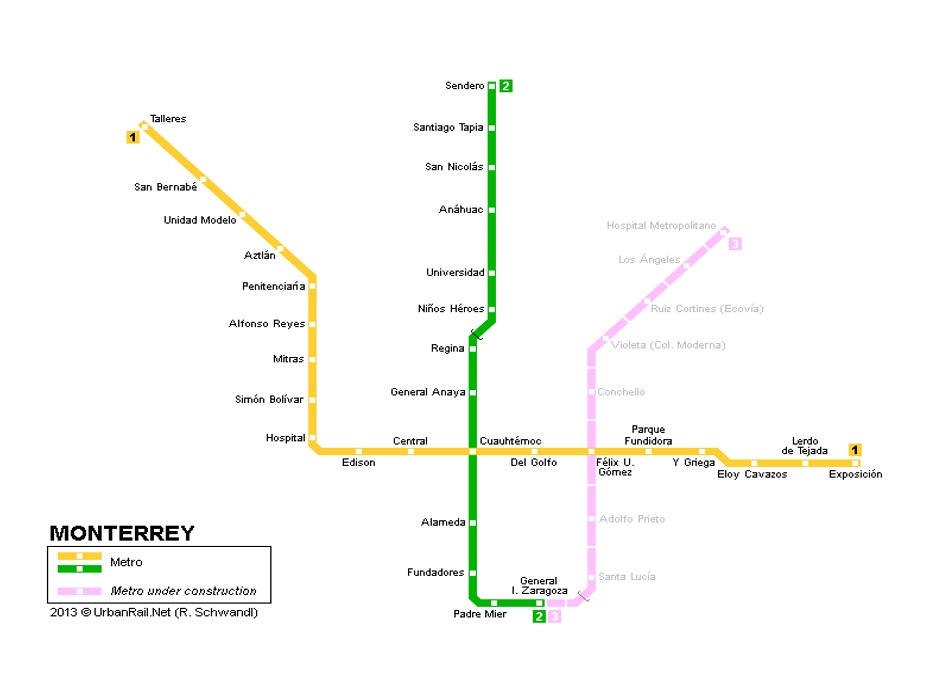 Sendero
2
Santiago Tapia
San Nicolás
Anáhuac
Universidad
Niños Héroes
Regina
General Anaya
Cuauhtémoc
Alameda
Fundadores
Padre Mier
General
I. Zaragoza
2
3
Talleres
1
San Bernabé
Unidad Modelo
Aztlán
Penitenciaría
Alfonso Reyes
Mitras
Simón Bolívar
Hospital
Edison
Central
Del Golfo
Félix U.
Gómez
Parque
Fundidora
Y Griega
Eloy Cavazos
Lerdo
de Tejada
1
Exposición
Hospital Metropolitano
3
Los Ángeles
Ruiz Cortines (Ecovía)
Violeta (Col. Moderna)
Conchello
Adolfo Prieto
Santa Lucía
MONTERREY
Metro
Metro under construction
2013 © UrbanRail.Net (R. Schwandl)